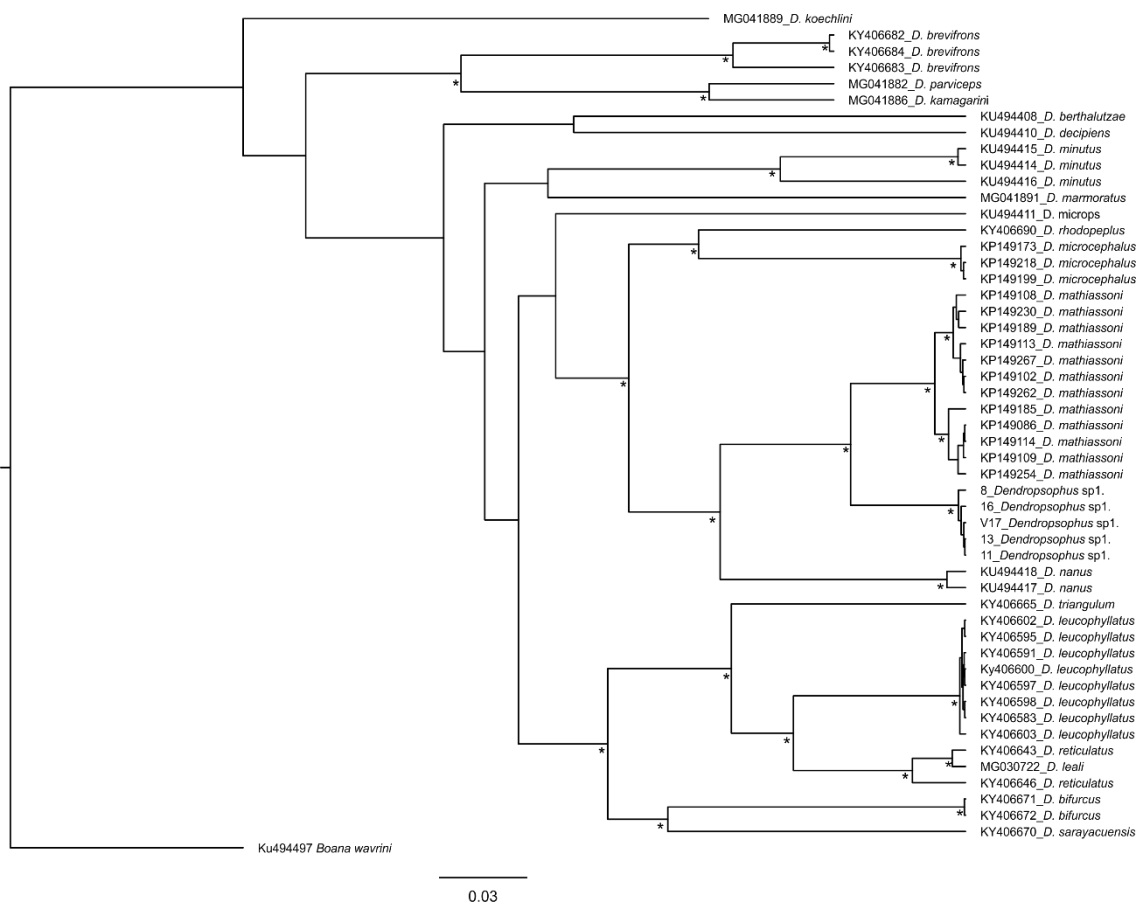 MG041889_D. koechlini
KY406682_D. brevifrons
KY406684_D. brevifrons
KY406683_D. brevifrons
MG041882_D. parviceps
MG041886_D. kamagarini
KU494408_D. berthalutzae
KU494410_D. decipiens
KU494415_D. minutus
KU494414_D. minutus
KU494416_D. minutus
MG041891_D. marmoratus
KU494411_D. microps
KY406690_D. rhodopeplus
KP149173_D. microcephalus
KP149218_D. microcephalus
KP149199_D. microcephalus
KP149108_D. mathiassoni
KP149230_D. mathiassoni
KP149189_D. mathiassoni
KP149113_D. mathiassoni
KP149267_D. mathiassoni
KP149102_D. mathiassoni
KP149262_D. mathiassoni
KP149185_D. mathiassoni
KP149086_D. mathiassoni
KP149114_D. mathiassoni
KP149109_D. mathiassoni
KP149254_D. mathiassoni
8_Dendropsophus sp1.
16_Dendropsophus sp1.
V17_Dendropsophus sp1.
13_Dendropsophus sp1.
11_Dendropsophus sp1.
KU494418_D. nanus
KU494417_D. nanus
KY406665_D. triangulum
KY406602_D. leucophyllatus
KY406595_D. leucophyllatus
KY406591_D. leucophyllatus
Ky406600_D. leucophyllatus
KY406597_D. leucophyllatus
KY406598_D. leucophyllatus
KY406583_D. leucophyllatus
KY406603_D. leucophyllatus
KY406643_D. reticulatus
MG030722_D. leali
KY406646_D. reticulatus
KY406671_D. bifurcus
KY406672_D. bifurcus
KY406670_D. sarayacuensis
Ku494497 Boana wavrini
0.03